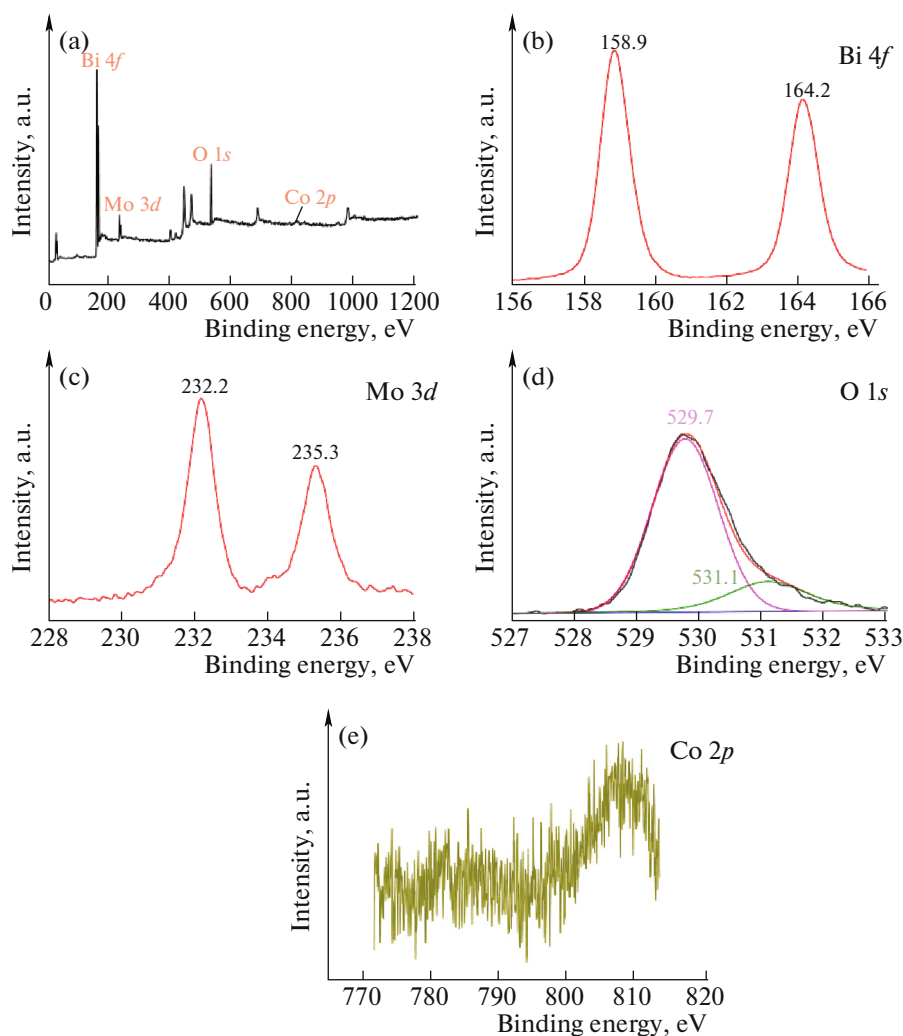 (a)
Bi 4f
Mo 3d
O 1s
Co 2p
Intensity, a.u.
0 200 400 600 800 1000 1200
Binding energy, eV
(b)
158.9
164.2
Bi 4f
Intensity, a.u.
156 158 160 162 164 166
Binding energy, eV
(c)
232.2
235.3
Mo 3d
Intensity, a.u.
228 230 232 234 236 238
Binding energy, eV
(d)
529.7
531.1
O 1s
Intensity, a.u.
527 528 529 530 531 532 533
Binding energy, eV
(e)
Co 2p
Intensity, a.u.
770 780 790 800 810 820
Binding energy, eV